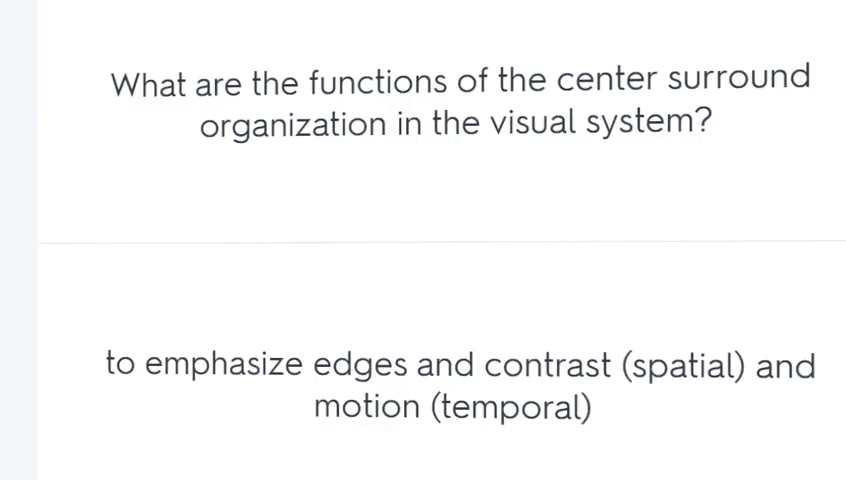 What are the functions of the center surround
organization in the visual system?
to emphasize edges and contrast (spatial) and
motion (temporal)